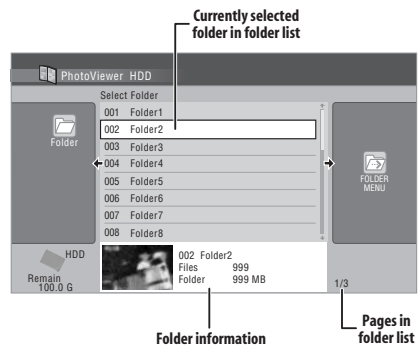 Currently selected
folder in folder list
PhotoViewer HDD
Select Folder
001 Folder1
002 Folder2
003 Folder3
004 Folder4
005 Folder5
006 Folder6
007 Folder7
008 Folder8
Folder
FOLDER
MENU
HDD
Remain
100.0 G
002 Folder2
Files 999
Folder 999 MB
1/3
Folder information
Pages in
folder list